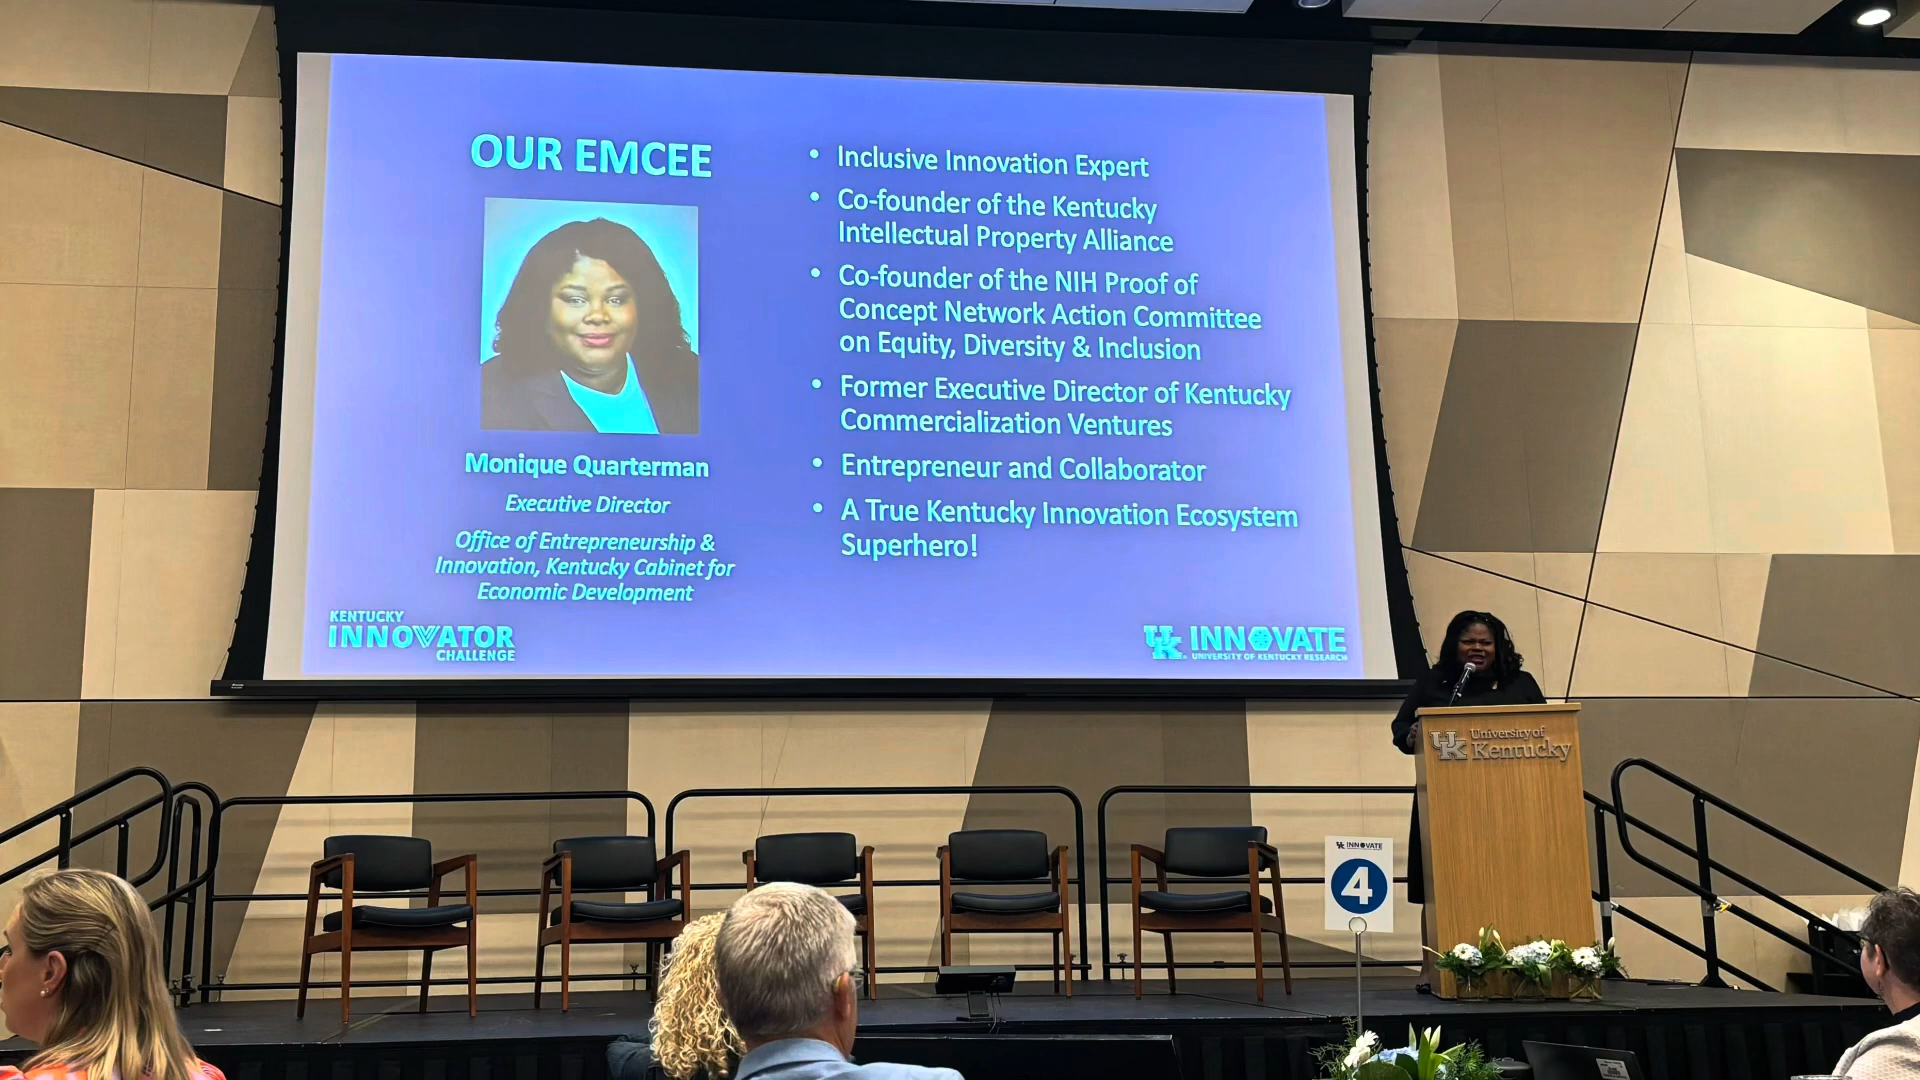 OUR EMCEE
Monique Quarterman
Executive Director
Office of Entrepreneurship &
Innovation, Kentucky Cabinet for
Economic Development
• Inclusive Innovation Expert
• Co-founder of the Kentucky
Intellectual Property Alliance
• Co-founder of the NIH Proof of
Concept Network Action Committee
on Equity, Diversity & Inclusion
• Former Executive Director of Kentucky
Commercialization Ventures
• Entrepreneur and Collaborator
• A True Kentucky Innovation Ecosystem
Superhero!
KENTUCKY
INNOVATOR
CHALLENGE
UK INNOVATE
UNIVERSITY OF KENTUCKY RESEARCH
UK University of
Kentucky
UK INNOVATE
4